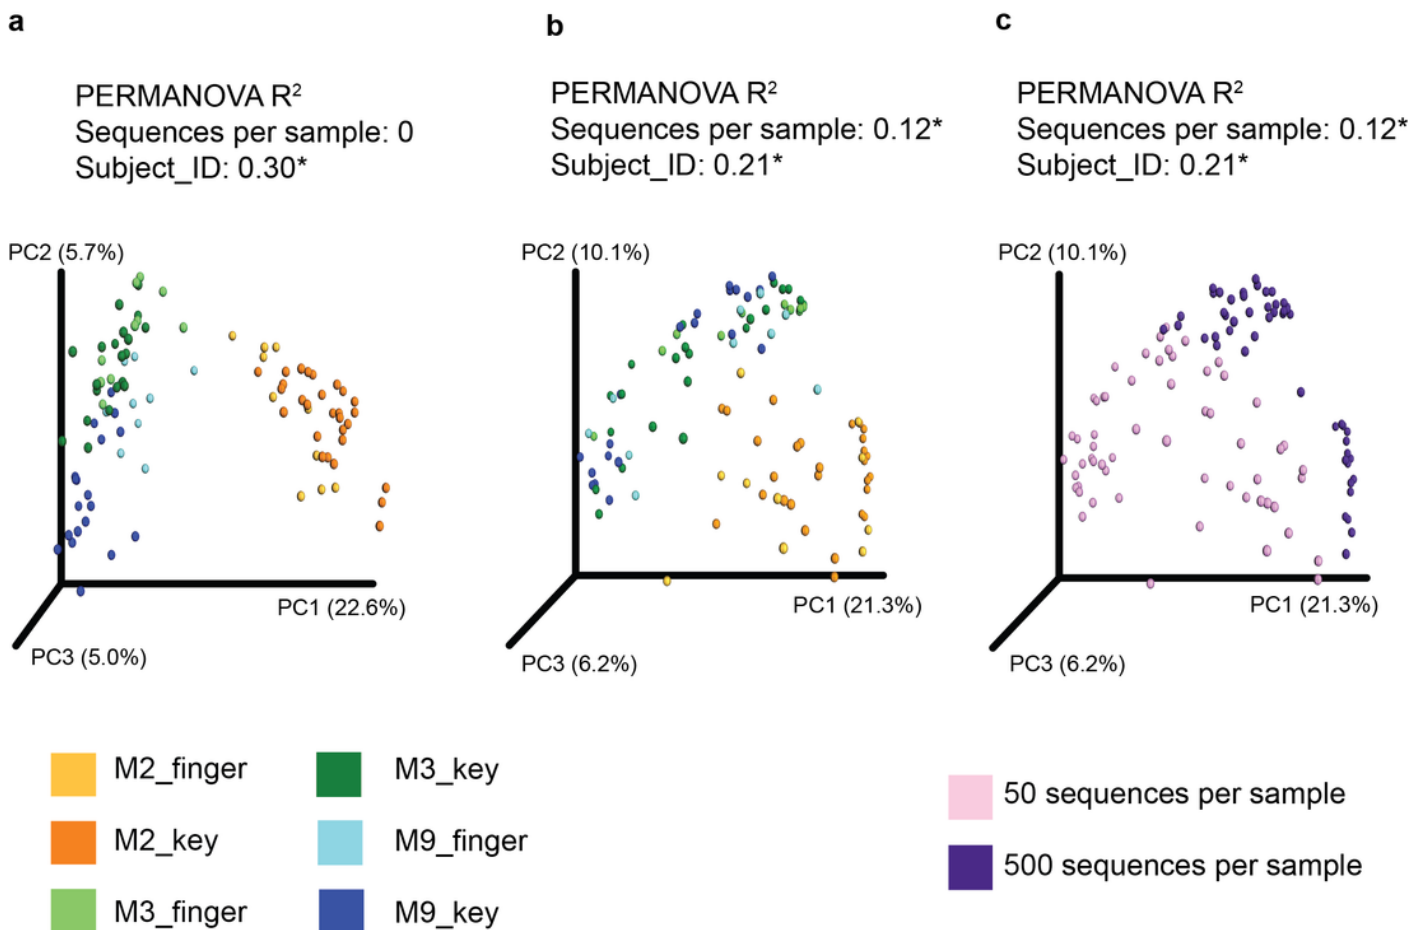 a
PERMANOVA R²
Sequences per sample: 0
Subject_ID: 0.30*
PC2 (5.7%)
PC1 (22.6%)
PC3 (5.0%)
b
PERMANOVA R²
Sequences per sample: 0.12*
Subject_ID: 0.21*
PC2 (10.1%)
PC1 (21.3%)
PC3 (6.2%)
c
PERMANOVA R²
Sequences per sample: 0.12*
Subject_ID: 0.21*
PC2 (10.1%)
PC1 (21.3%)
PC3 (6.2%)
M2_finger
M2_key
M3_finger
M3_key
M9_finger
M9_key
50 sequences per sample
500 sequences per sample